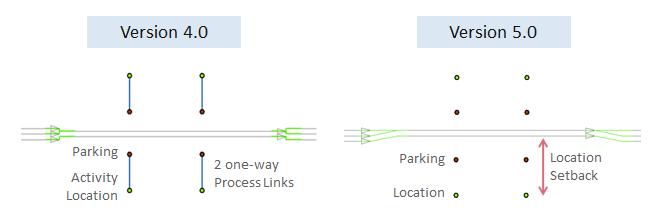 Version 4.0
Version 5.0
Parking
Activity
Location
2 one-way
Process Links
Parking
Location
Location
Setback